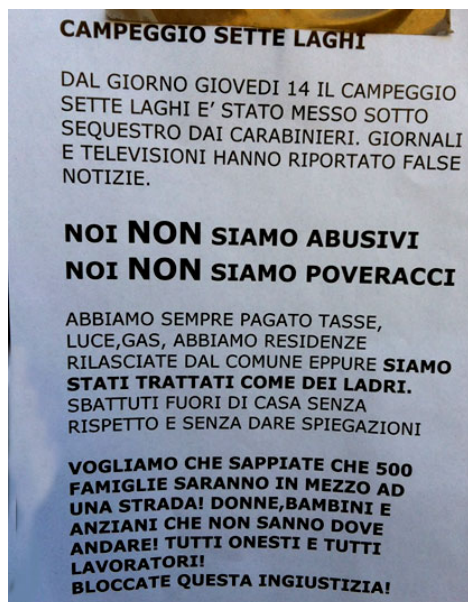 CAMPEGGIO SETTE LAGHI
DAL GIORNO GIOVEDI 14 IL CAMPEGGIO
SETTE LAGHI E' STATO MESSO SOTTO
SEQUESTRO DAI CARABINIERI. GIORNALI
E TELEVISIONI HANNO RIPORTATO FALSE
NOTIZIE.
NOI NON SIAMO ABUSIVI
NOI NON SIAMO POVERACCI
ABBIAMO SEMPRE PAGATO TASSE,
LUCE,GAS, ABBIAMO RESIDENZE
RILASCIATE DAL COMUNE EPPURE SIAMO
STATI TRATTATI COME DEI LADRI.
SBATTUTI FUORI DI CASA SENZA
RISPETTO E SENZA DARE SPIEGAZIONI
VOGLIAMO CHE SAPPIATE CHE 500
FAMIGLIE SARANNO IN MEZZO AD
UNA STRADA! DONNE,BAMBINI E
ANZIANI CHE NON SANNO DOVE
ANDARE! TUTTI ONESTI E TUTTI
LAVORATORI!
BLOCCATE QUESTA INGIUSTIZIA!